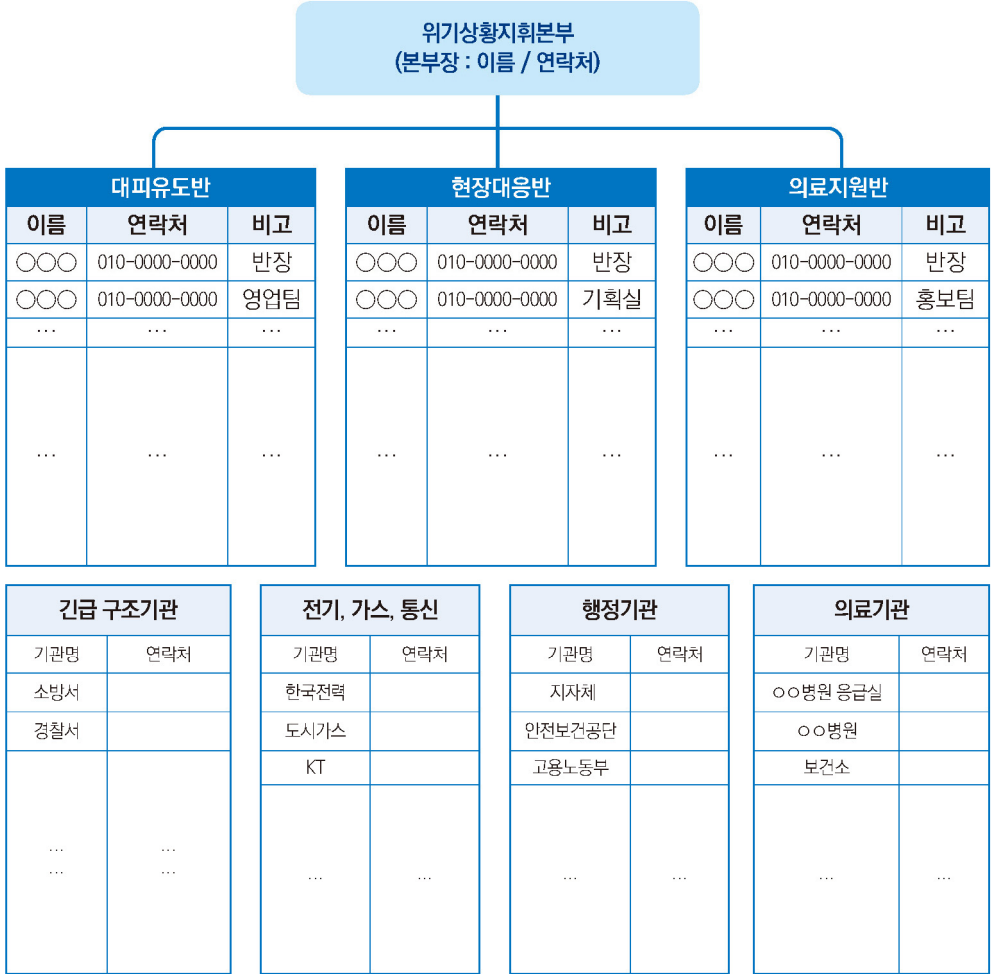 위기상황지휘본부
(본부장 : 이름 / 연락처)
대피유도반
이름 연락처 비고
○○○ 010-0000-0000 반장
○○○ 010-0000-0000 영업팀
... ... ...
... ... ...
현장대응반
이름 연락처 비고
○○○ 010-0000-0000 반장
○○○ 010-0000-0000 기획실
... ... ...
... ... ...
의료지원반
이름 연락처 비고
○○○ 010-0000-0000 반장
○○○ 010-0000-0000 홍보팀
... ... ...
... ... ...
긴급 구조기관
기관명 연락처
소방서
경찰서
... ...
... ...
전기, 가스, 통신
기관명 연락처
한국전력
도시가스
KT
... ...
행정기관
기관명 연락처
지자체
안전보건공단
고용노동부
... ...
의료기관
기관명 연락처
○○병원 응급실
○○병원
보건소
... ...